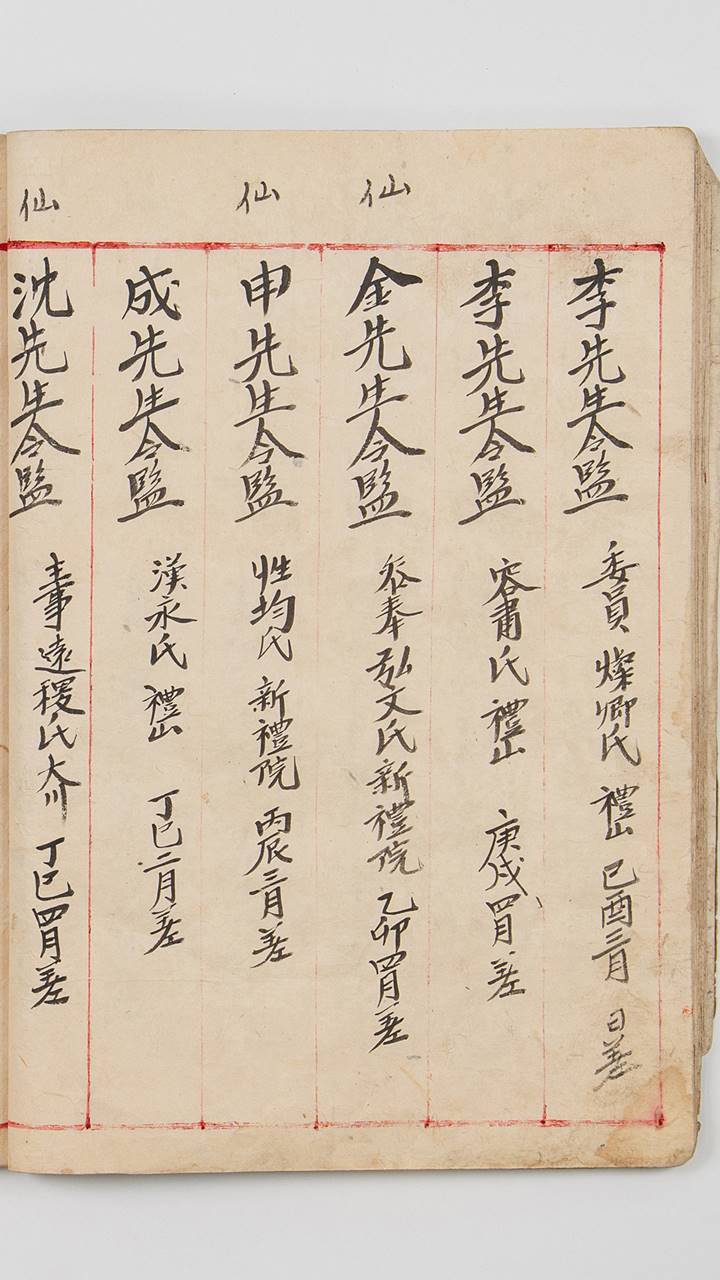 李先生令監 委員 燦卿氏 禮山 己酉三月 日差
李先生令監 容肅氏 禮山 庚戌四月差
仙 金先生令監 參奉 弘文氏 新禮院 乙卯四月差
仙 申先生令監 性均氏 新禮院 丙辰三月差
成先生令監 漢永氏 禮山 丁巳二月差
仙 沈先生令監 主事 遠稷氏 大川 丁巳四月差